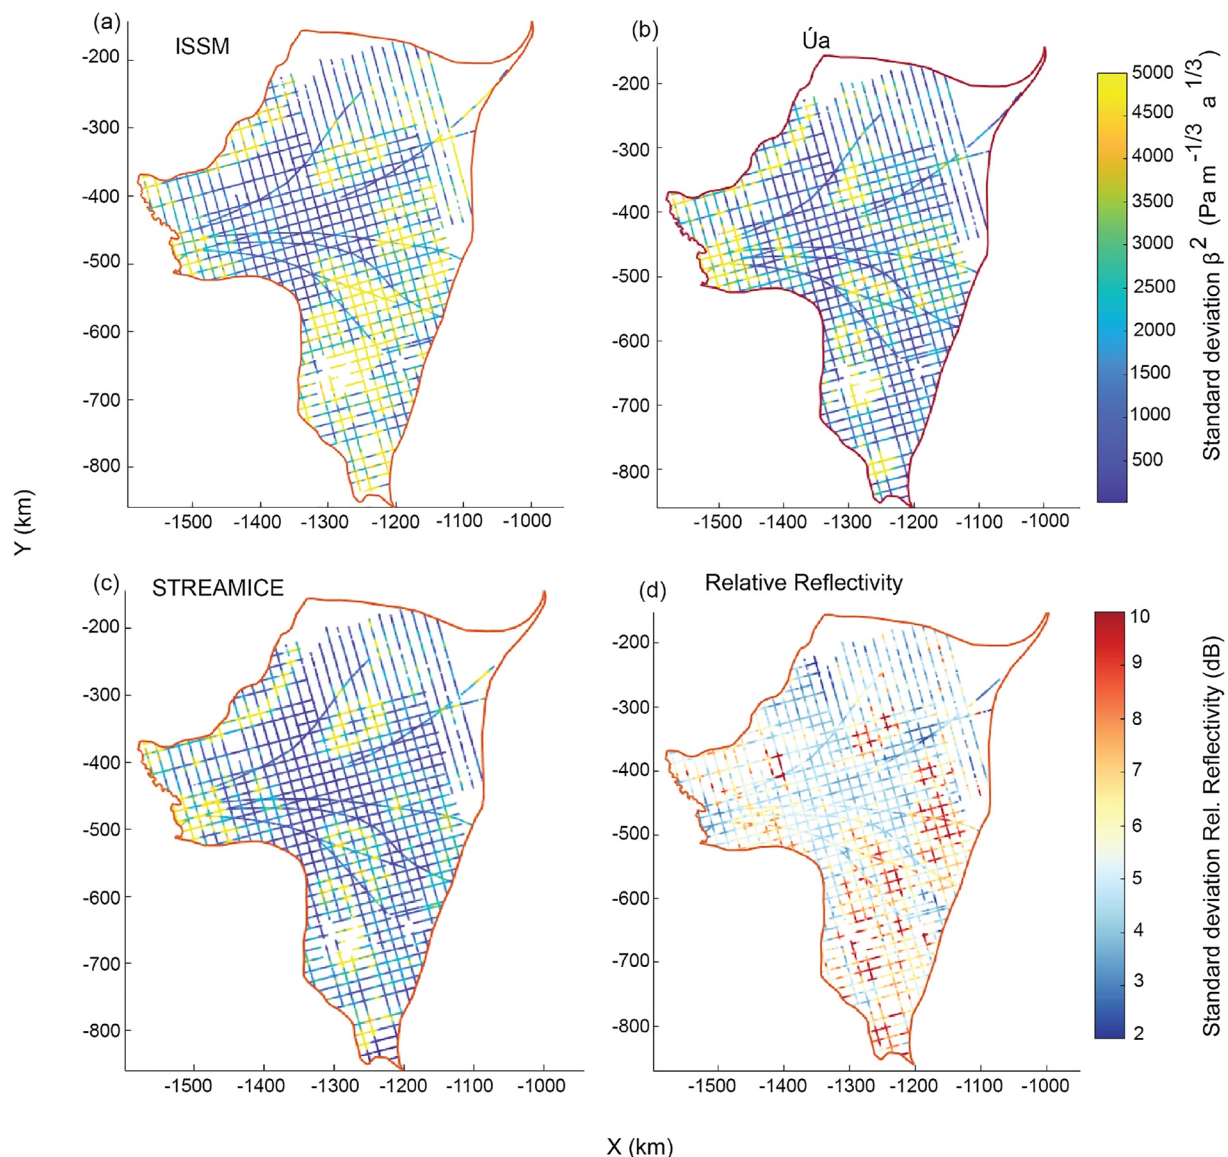 (a)
ISSM
-200
-300
-400
-500
-600
-700
-800
-1500 -1400 -1300 -1200 -1100 -1000
(b)
Úa
-200
-300
-400
-500
-600
-700
-800
-1500 -1400 -1300 -1200 -1100 -1000
5000
4500
4000
3500
3000
2500
2000
1500
1000
500
Standard deviation β² (Pa m⁻¹/³ a¹/³)
Y (km)
(c)
STREAMICE
-200
-300
-400
-500
-600
-700
-800
-1500 -1400 -1300 -1200 -1100 -1000
(d)
Relative Reflectivity
-200
-300
-400
-500
-600
-700
-800
-1500 -1400 -1300 -1200 -1100 -1000
10
9
8
7
6
5
4
3
2
Standard deviation Rel. Reflectivity (dB)
X (km)